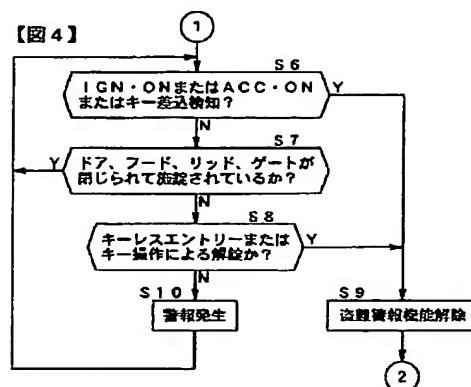 【図4】
1
S6
IGN・ONまたはACC・ON
またはキー差込検知?
Y
N
S7
ドア、フード、リッド、ゲートが
閉じられて施錠されているか?
Y
N
S8
キーレスエントリーまたは
キー操作による解錠か?
Y
N
S10
警報発生
S9
盗難警報機能解除
2